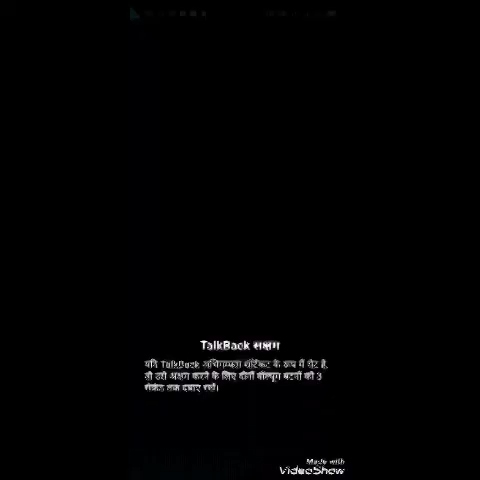 TalkBack सक्षम
यदि TalkBack अभिगम्यता शॉर्टकट के रूप में सेट है,
तो उसे अक्षम करने के लिए दोनों वॉल्यूम बटनों को 3
सेकंड तक दबाए रखें।
Made with
VideoShow